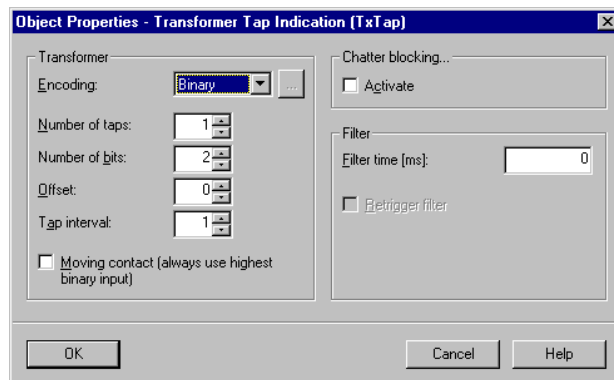 Object Properties - Transformer Tap Indication (TxTap)
Transformer
Encoding:
Binary
...
Number of taps:
1
Number of bits:
2
Offset:
0
Tap interval:
1
Moving contact (always use highest
binary input)
Chatter blocking...
Activate
Filter
Filter time [ms]:
0
Retrigger filter
OK
Cancel
Help